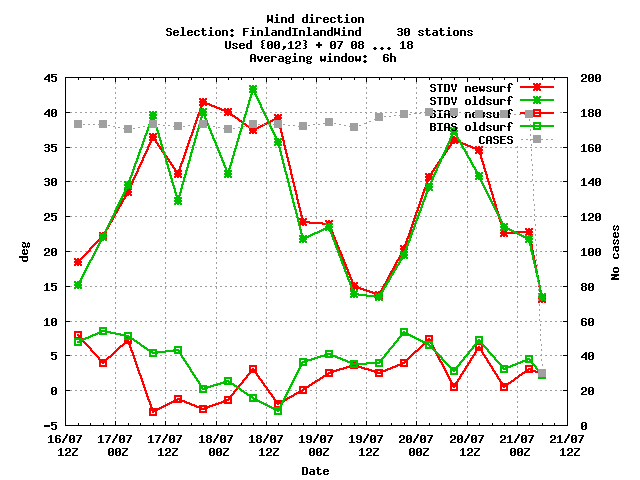 Wind direction
Selection: FinlandInlandWind     30 stations
Used {00,12} + 07 08 ... 18
Averaging window:  6h
45
40
35
30
25
20
15
10
5
0
-5
deg
200
180
160
140
120
100
80
60
40
20
0
No cases
STDV newsurf
STDV oldsurf
BIAS newsurf
BIAS oldsurf
CASES
16/07 17/07 17/07 18/07 18/07 19/07 19/07 20/07 20/07 21/07 21/07
12Z 00Z 12Z 00Z 12Z 00Z 12Z 00Z 12Z 00Z 12Z
Date